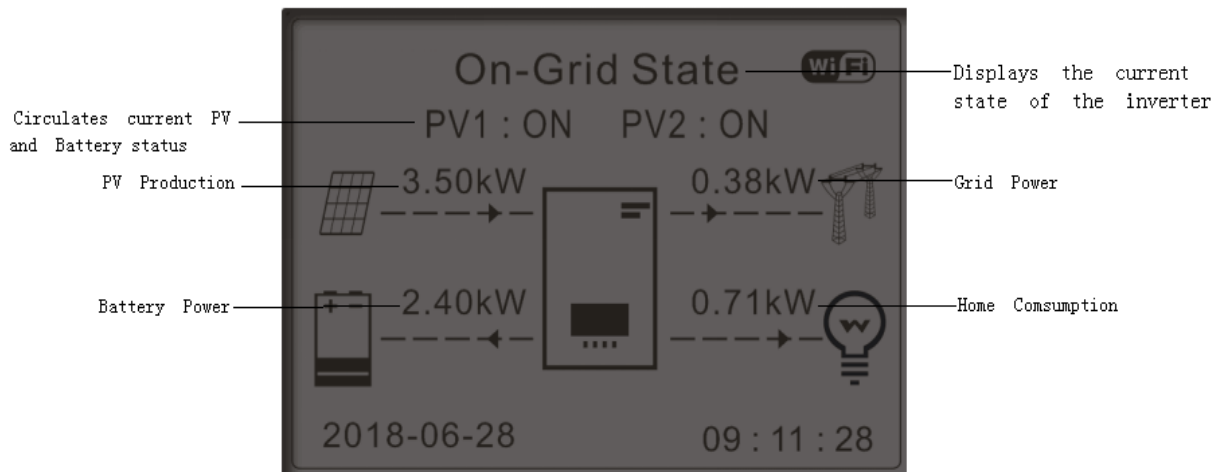 On-Grid State WiFi
Displays the current
state of the inverter
Circulates current PV
and Battery status
PV1 : ON PV2 : ON
PV Production
3.50kW
0.38kW
Grid Power
Battery Power
+ -
2.40kW
0.71kW
Home Comsumption
2018-06-28
09 : 11 : 28